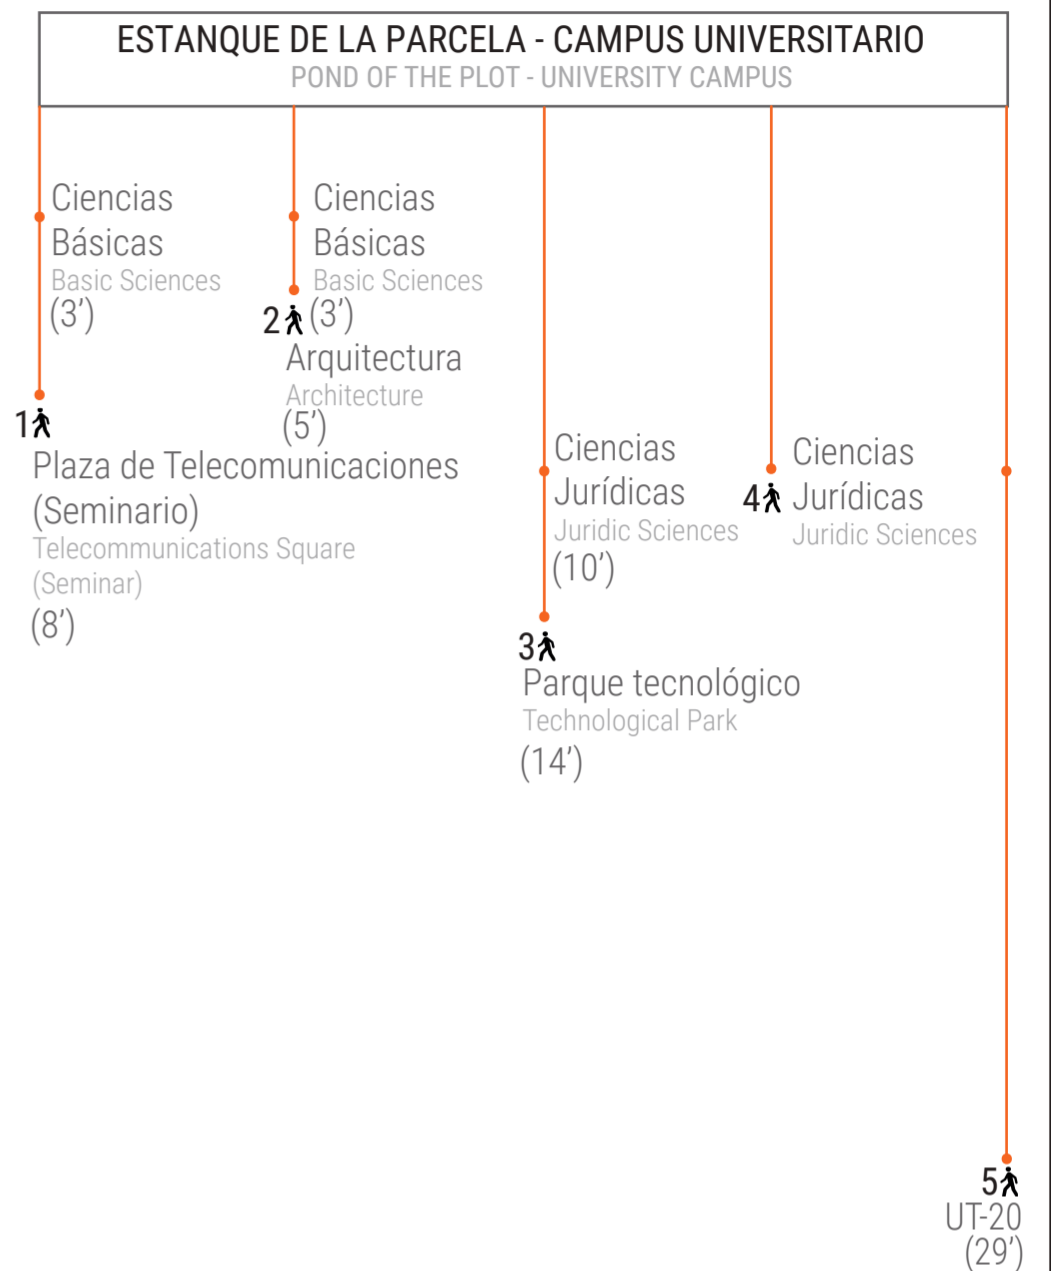 ESTANQUE DE LA PARCELA - CAMPUS UNIVERSITARIO
POND OF THE PLOT - UNIVERSITY CAMPUS
Ciencias
Básicas
Basic Sciences
(3’)
1
Plaza de Telecomunicaciones
(Seminario)
Telecommunications Square
(Seminar)
(8’)
Ciencias
Básicas
Basic Sciences
(3’)
2
Arquitectura
Architecture
(5’)
Ciencias
Jurídicas
Juridic Sciences
(10’)
3
Parque tecnológico
Technological Park
(14’)
4
Ciencias
Jurídicas
Juridic Sciences
5
UT-20
(29’)